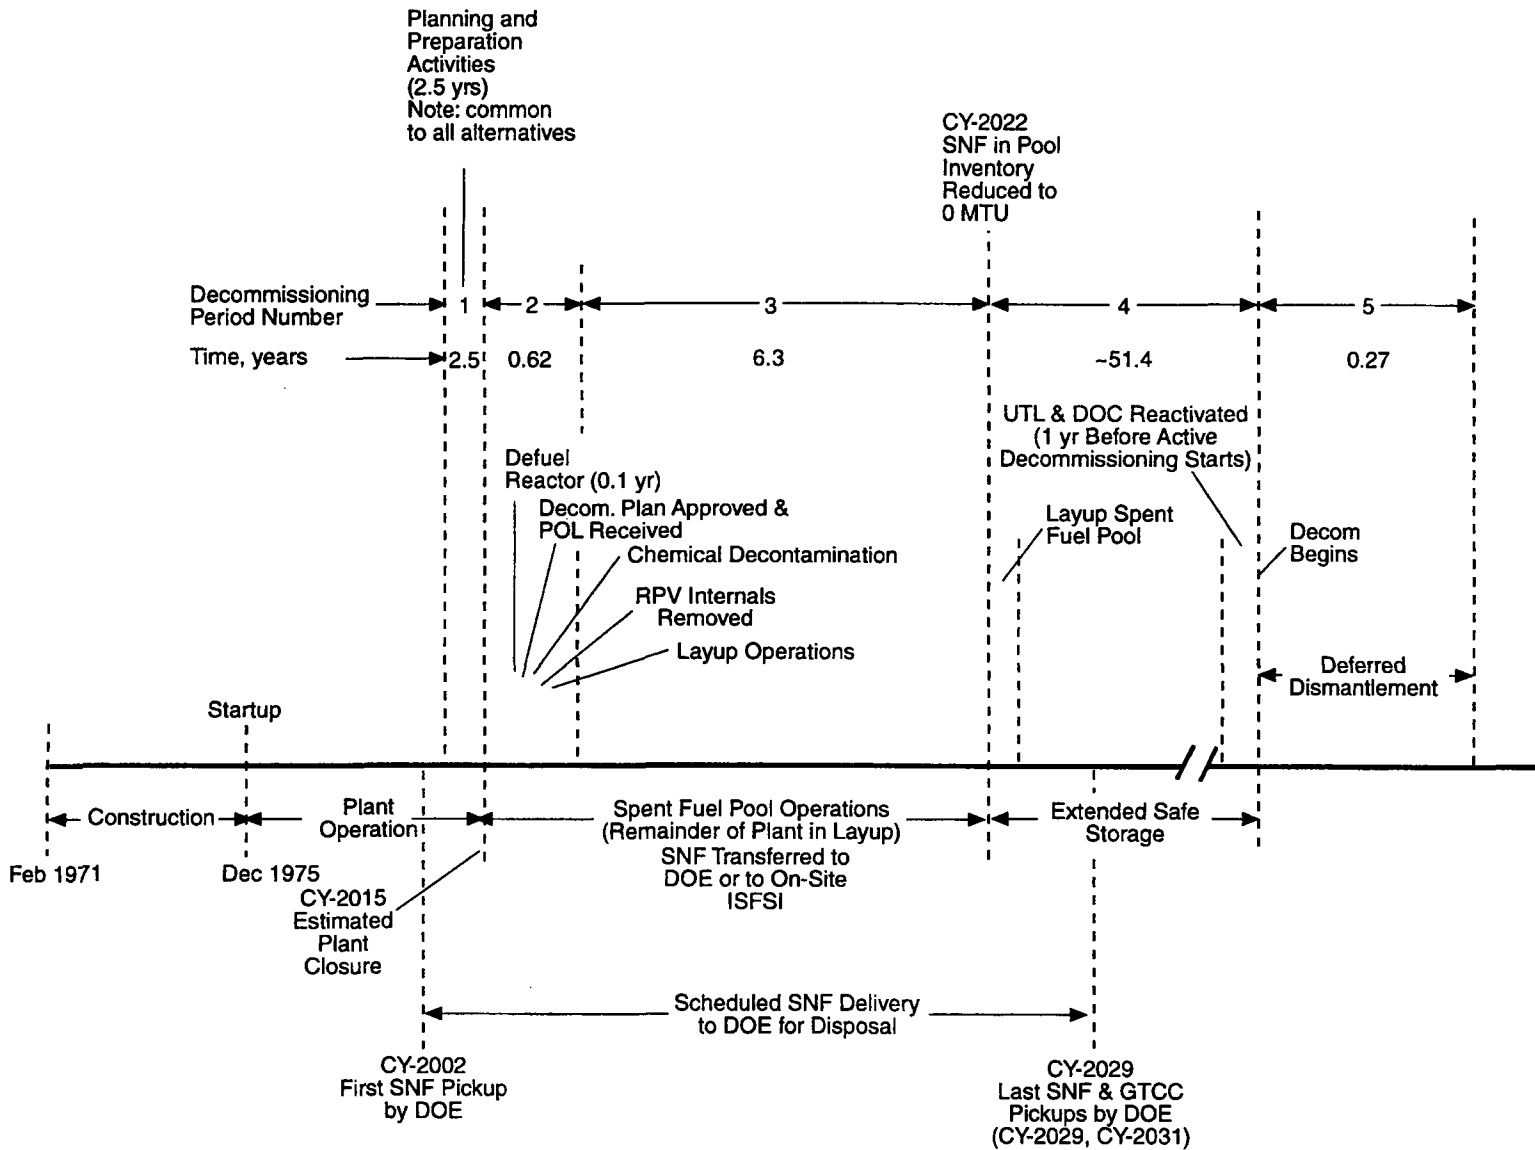 Planning and
Preparation
Activities
(2.5 yrs)
Note: common
to all alternatives
CY-2022
SNF in Pool
Inventory
Reduced to
0 MTU
Decommissioning
Period Number
1
2
3
4
5
Time, years
2.5
0.62
6.3
~51.4
0.27
UTL & DOC Reactivated
(1 yr Before Active
Decommissioning Starts)
Defuel
Reactor (0.1 yr)
Decom. Plan Approved &
POL Received
Chemical Decontamination
RPV Internals
Removed
Layup Operations
Layup Spent
Fuel Pool
Decom
Begins
Deferred
Dismantlement
Startup
Construction
Plant
Operation
Spent Fuel Pool Operations
(Remainder of Plant in Layup)
SNF Transferred to
DOE or to On-Site
ISFSI
Extended Safe
Storage
Feb 1971
Dec 1975
CY-2015
Estimated
Plant
Closure
Scheduled SNF Delivery
to DOE for Disposal
CY-2002
First SNF Pickup
by DOE
CY-2029
Last SNF & GTCC
Pickups by DOE
(CY-2029, CY-2031)